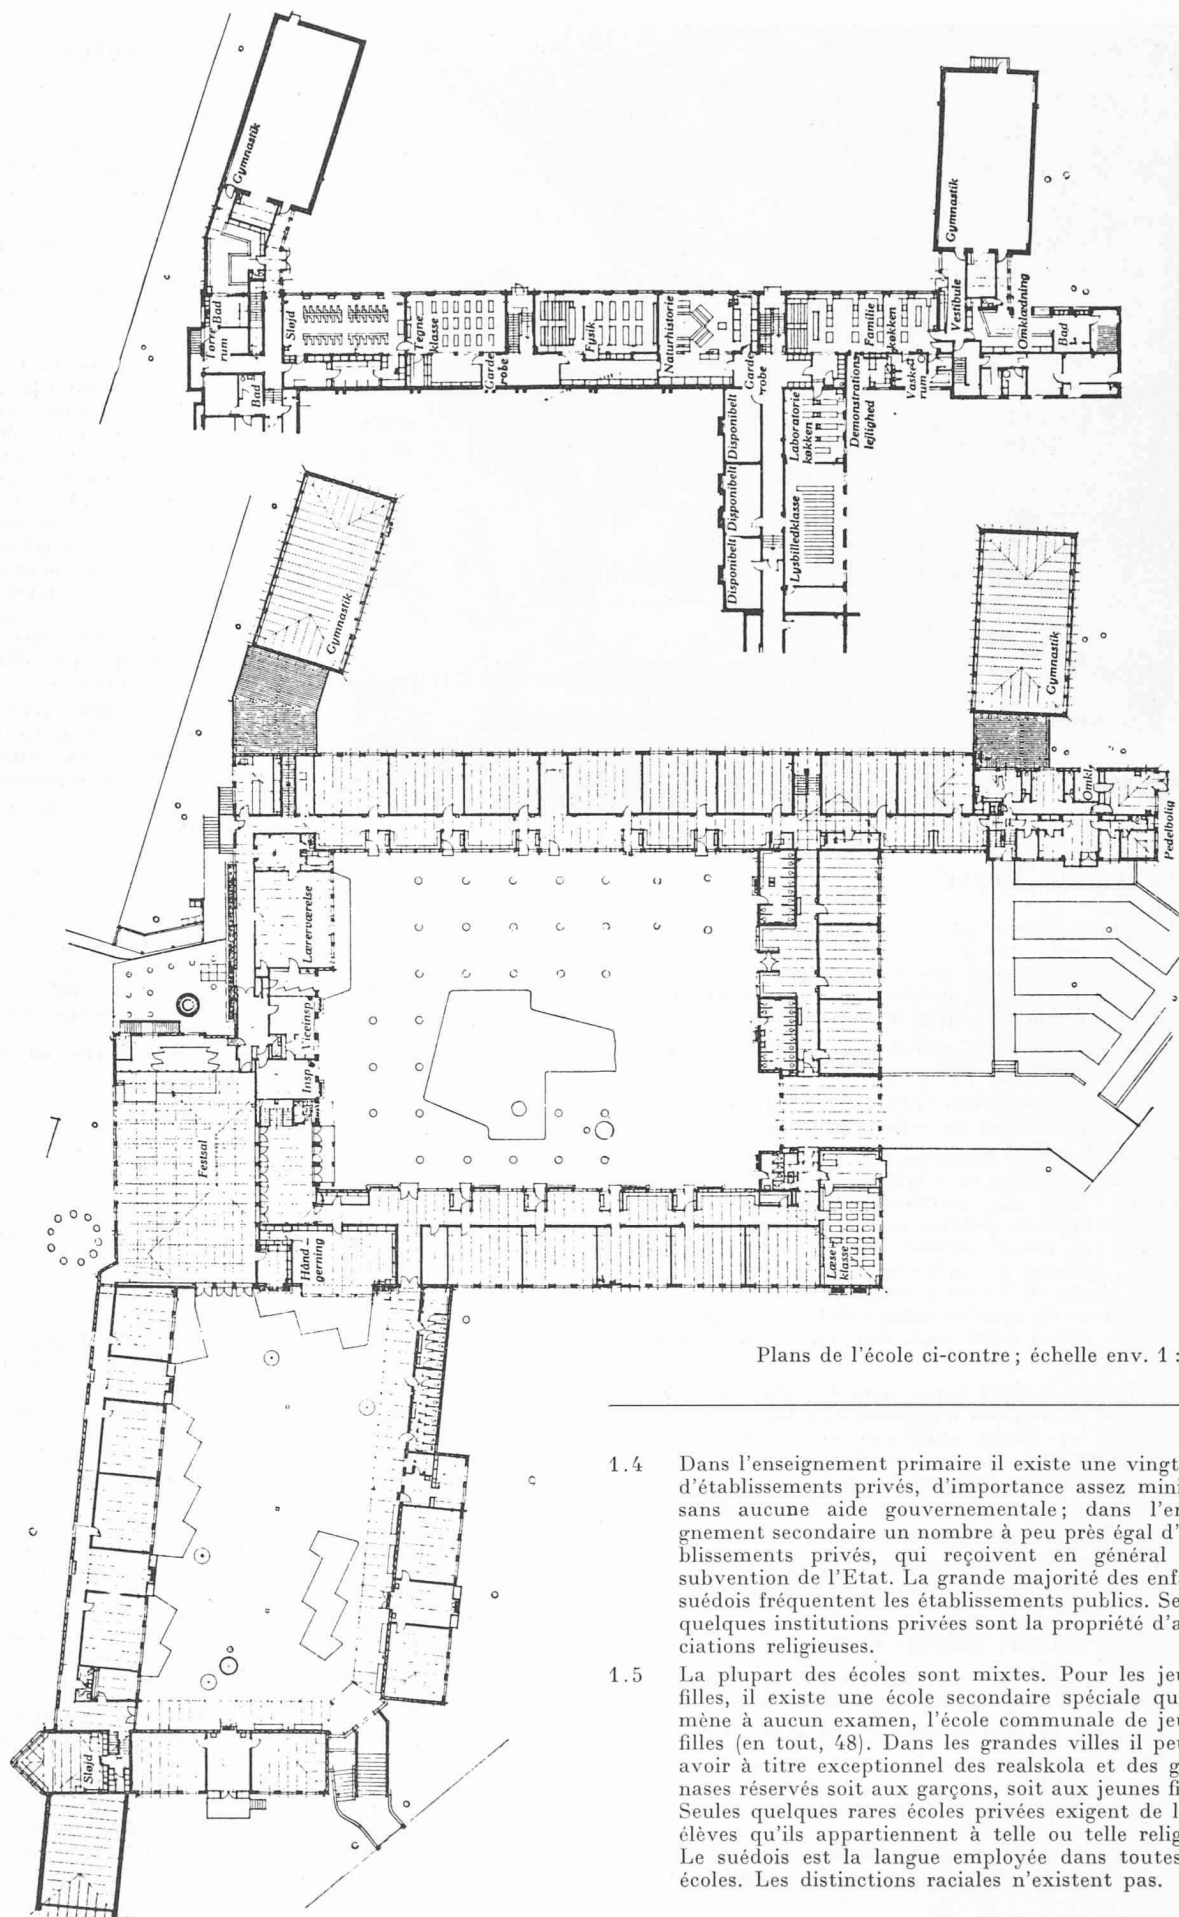 Gymnastik
Gymnastik
Tørre
rum
Bad
Bad
Sløjd
Tegne
klasse
Garde
robe
Fysik
Naturhistorie
Garde
robe
Familie
køkken
Vestibule
Omklædning
Bad
Demonstrations
lejlighed
Vaske
rum
Disponibelt
Disponibelt
Disponibelt
Laboratorie
køkken
Lysbilledklasse
Gymnastik
Gymnastik
Omkl.
Pedelbolig
Lærerværelse
Viceinsp
Insp.
Festsal
Hånd-
gerning
Læse-
klasse
Sløjd
Plans de l'école ci-contre ; échelle env. 1 :
1.4 Dans l'enseignement primaire il existe une vingt
d'établissements privés, d'importance assez mini
sans aucune aide gouvernementale ; dans l'en
gnement secondaire un nombre à peu près égal d'
blissements privés, qui reçoivent en général
subvention de l'Etat. La grande majorité des enf
suédois fréquentent les établissements publics. Se
quelques institutions privées sont la propriété d'a
ciations religieuses.
1.5 La plupart des écoles sont mixtes. Pour les jeu
filles, il existe une école secondaire spéciale qu
mène à aucun examen, l'école communale de jeu
filles (en tout, 48). Dans les grandes villes il peu
avoir à titre exceptionnel des realskola et des g
nases réservés soit aux garçons, soit aux jeunes fi
Seules quelques rares écoles privées exigent de l
élèves qu'ils appartiennent à telle ou telle relig
Le suédois est la langue employée dans toutes
écoles. Les distinctions raciales n'existent pas.